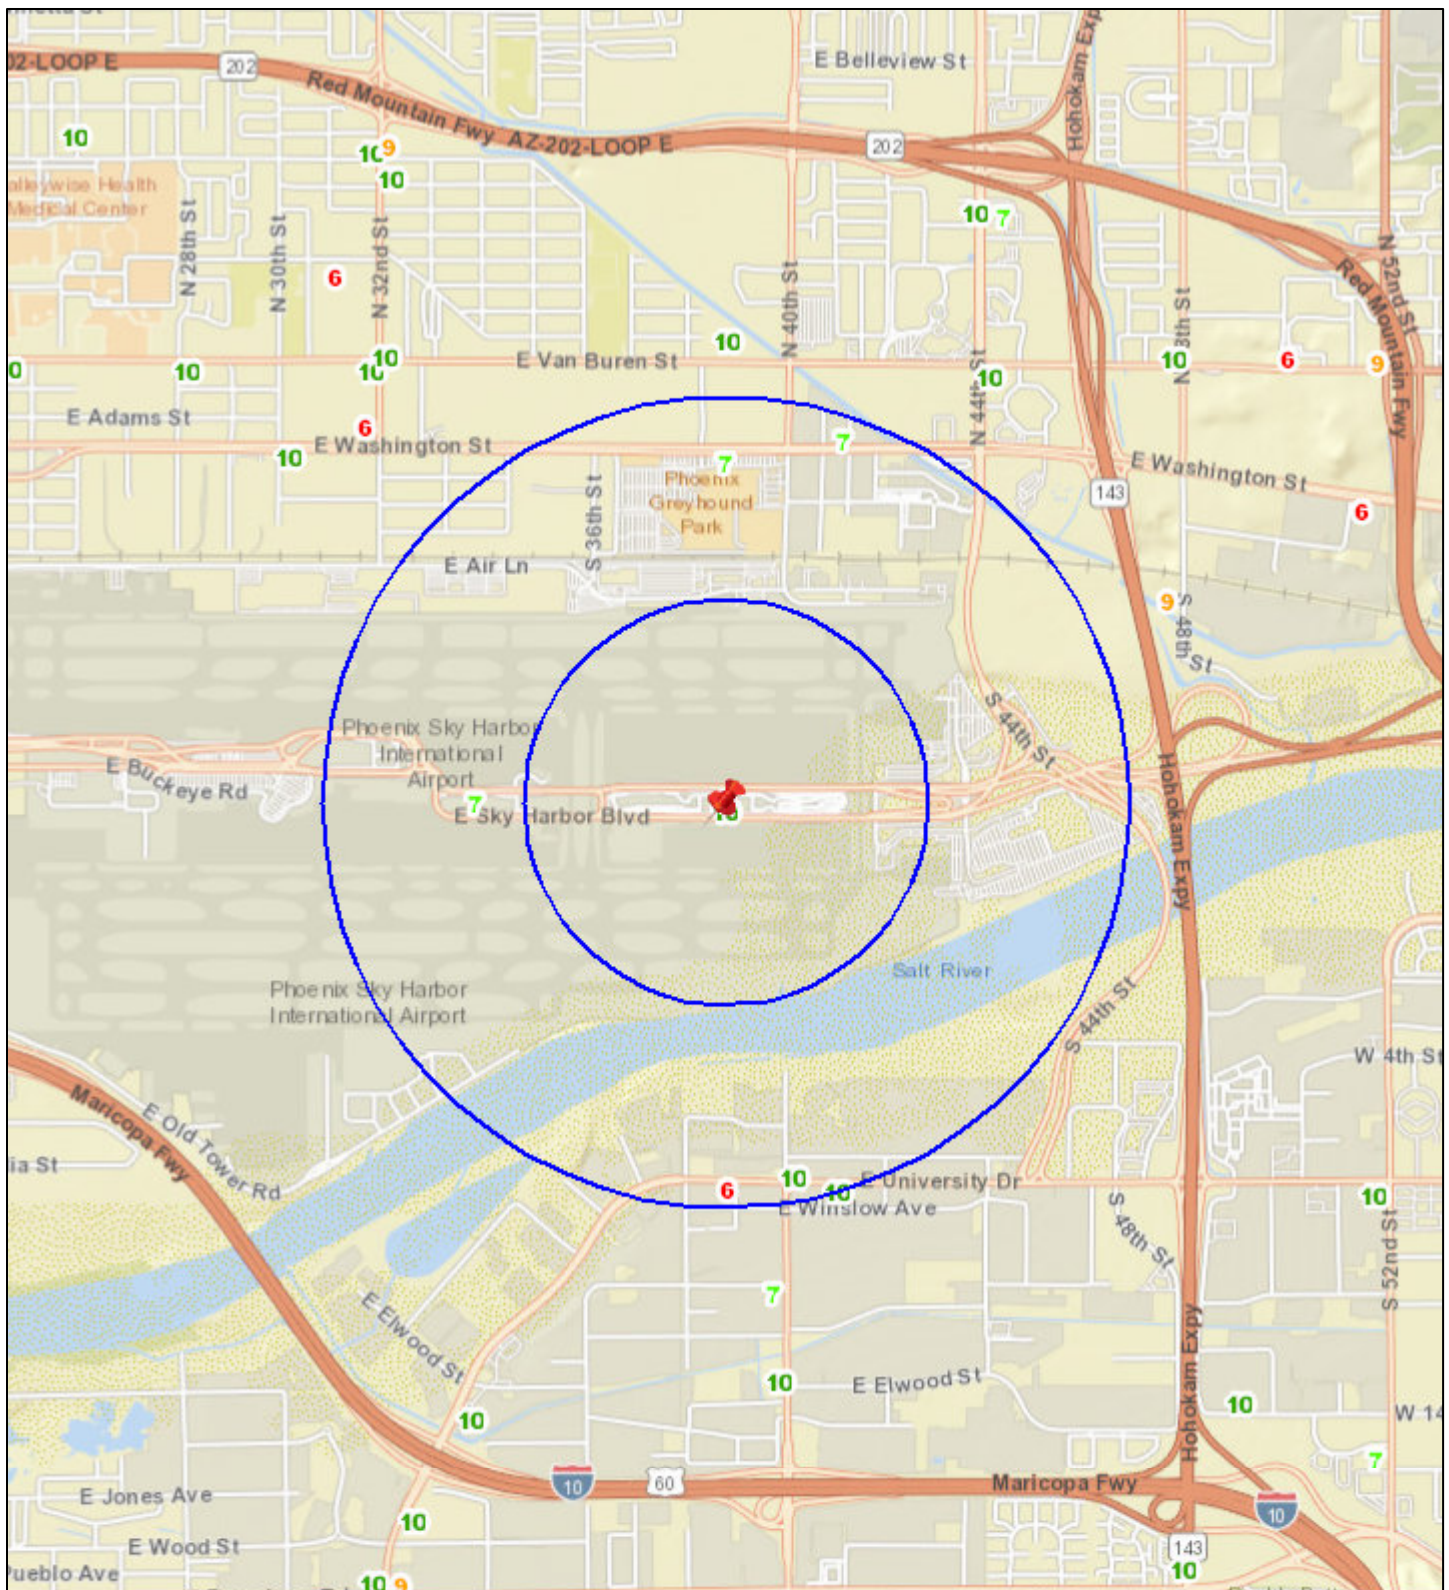 02-LOOP E
202
Red Mountain Fwy
AZ-202-LOOP E
E Belleview St
Hohokam Exp
202
10
10
9
10
alleywise Health
Medical Center
N 28th St
N 30th St
N 32nd St
6
10
7
N 40th St
N 52nd St
Red Mountain Fwy
N 8th St
10
E Van Buren St
10
10
10
N 44th St
10
10
6
9
0
E Adams St
6
E Washington St
10
7
7
Phoenix
Greyhound
Park
S 36th St
143
E Washington St
6
E Air Ln
9
S 48th St
Phoenix Sky Harbor
International
Airport
S 44th St
E Buckeye Rd
7
E Sky Harbor Blvd
10
Hohokam Expy
Salt River
Phoenix Sky Harbor
International Airport
S 44th St
W 4th St
Maricopa Fwy
E Old Tower Rd
ia St
6
10
10
E University Dr
E Winslow Ave
10
S 48th St
S 52nd St
7
E Elwood St
10
E Elwood St
Hohokam Expy
10
10
W 14
7
10
60
Maricopa Fwy
10
E Jones Ave
10
E Wood St
143
10
Pueblo Ave
10
9